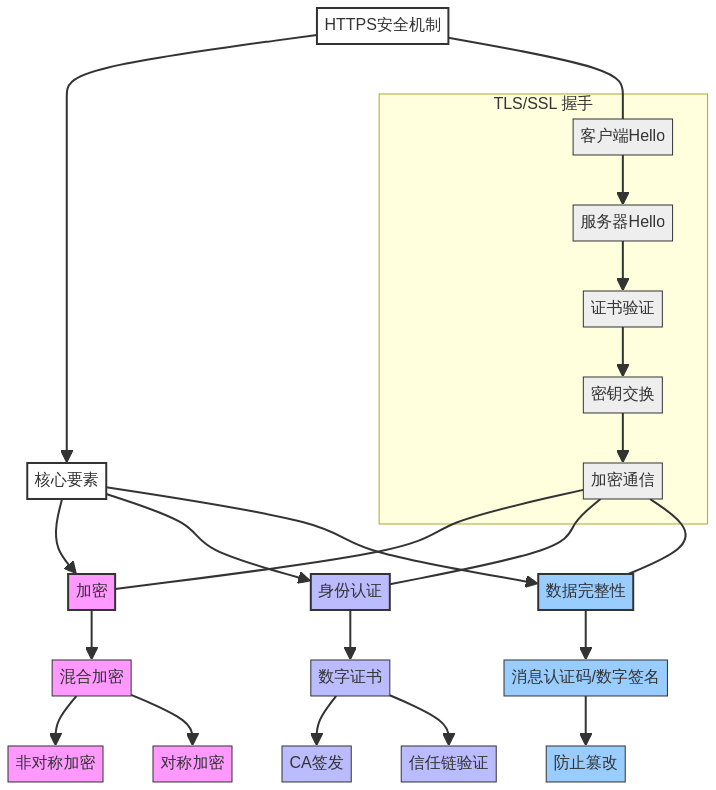 HTTPS安全机制
TLS/SSL 握手
客户端Hello
服务器Hello
证书验证
密钥交换
核心要素
加密通信
加密
身份认证
数据完整性
混合加密
数字证书
消息认证码/数字签名
非对称加密
对称加密
CA签发
信任链验证
防止篡改